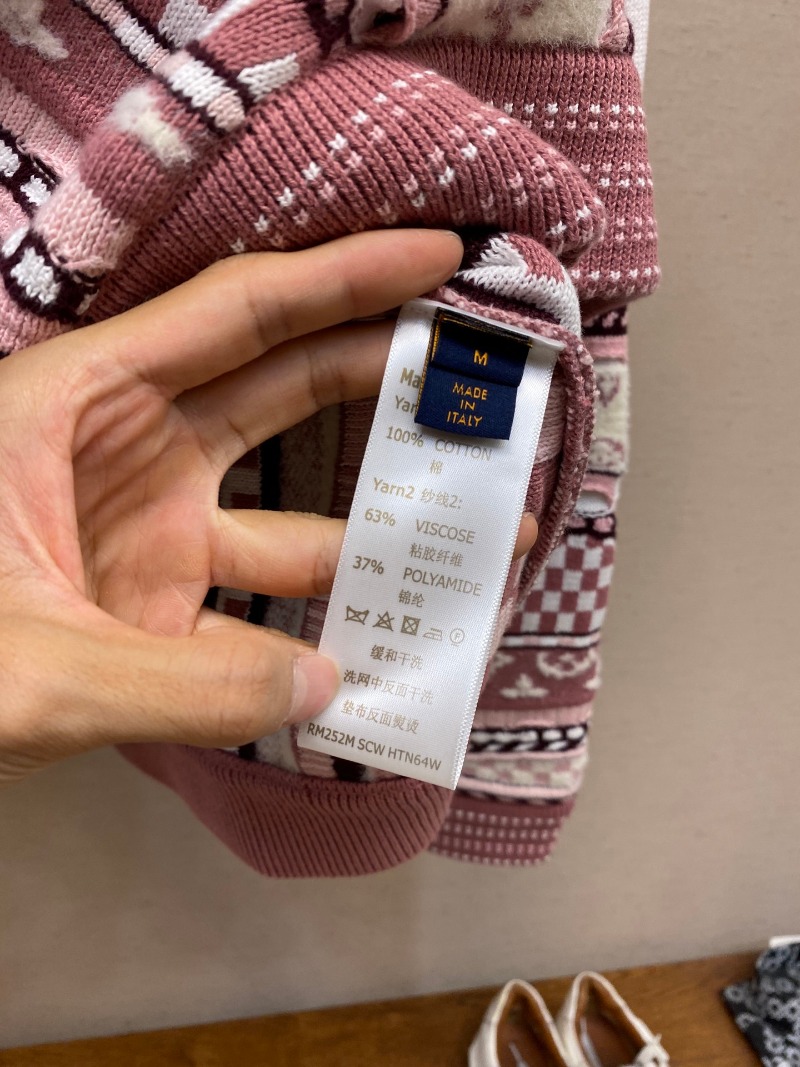 M
MADE
IN
ITALY
Ma
Yar
100% COTTON
棉
Yarn2 纱线2:
63% VISCOSE
粘胶纤维
37% POLYAMIDE
锦纶
P
缓和干洗
洗网中反面干洗
垫布反面熨烫
RM252M SCW HTN64W